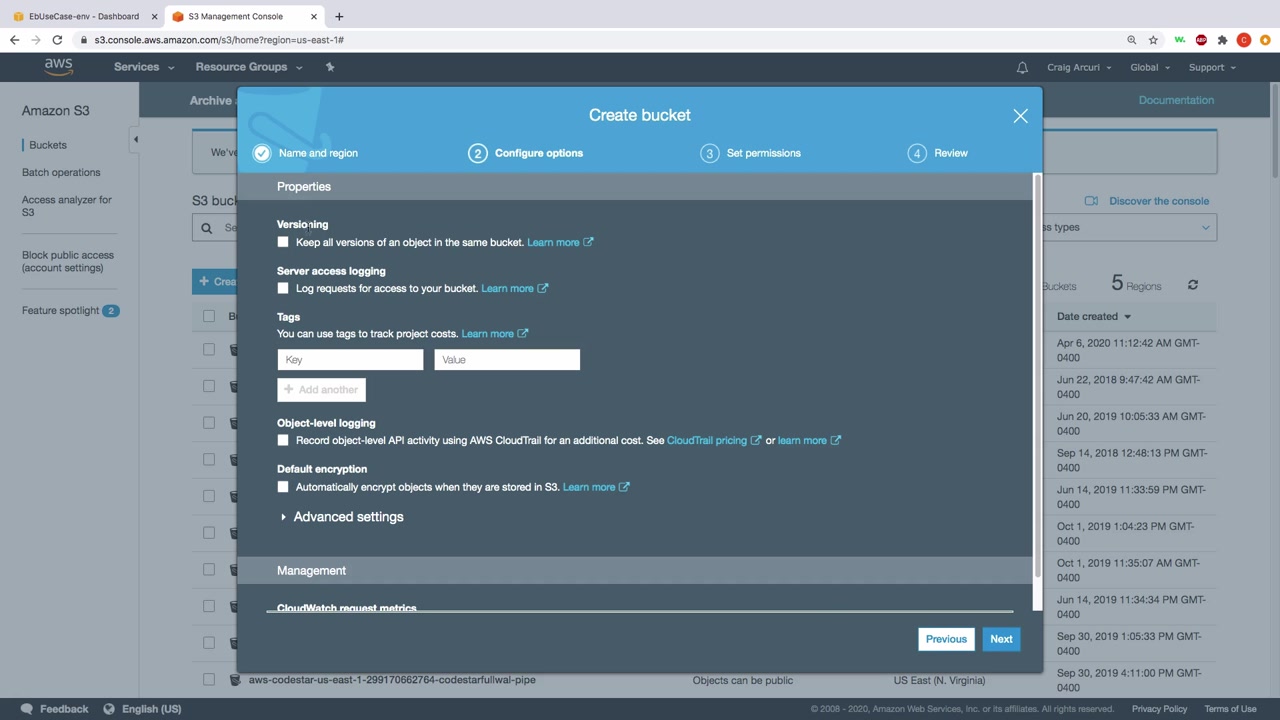 EbUseCase-env - Dashboard
S3 Management Console
s3.console.aws.amazon.com/s3/home?region=us-east-1#
W.
ABP
C
aws
Services
Resource Groups
Craig Arcuri
Global
Support
Amazon S3
Buckets
Batch operations
Access analyzer for
S3
Block public access
(account settings)
Feature spotlight 2
Archive
Documentation
We've
S3 buc
Discover the console
Se
ss types
+ Crea
Buckets
5 Regions
B
Date created
Create bucket
Name and region
2 Configure options
3 Set permissions
4 Review
Properties
Versioning
Keep all versions of an object in the same bucket. Learn more
Server access logging
Log requests for access to your bucket. Learn more
Tags
You can use tags to track project costs. Learn more
Key
Value
+ Add another
Object-level logging
Record object-level API activity using AWS CloudTrail for an additional cost. See CloudTrail pricing or learn more
Default encryption
Automatically encrypt objects when they are stored in S3. Learn more
Advanced settings
Management
CloudWatch request metrics
Previous
Next
Apr 6, 2020 11:12:42 AM GMT-
0400
Jun 22, 2018 9:47:42 AM GMT-
0400
Jun 20, 2019 10:05:33 AM GMT-
0400
Sep 14, 2018 12:48:13 PM GMT-
0400
Jun 14, 2019 11:33:59 PM GMT-
0400
Oct 1, 2019 1:04:23 PM GMT-
0400
Oct 1, 2019 11:35:07 AM GMT-
0400
Jun 14, 2019 11:34:34 PM GMT-
0400
Sep 30, 2019 1:05:33 PM GMT-
0400
aws-codestar-us-east-1-299170662764-codestarfullwal-pipe
Objects can be public
US East (N. Virginia)
Sep 30, 2019 4:11:00 PM GMT-
0400
Feedback
English (US)
© 2008 - 2020, Amazon Web Services, Inc. or its affiliates. All rights reserved.
Privacy Policy
Terms of Use